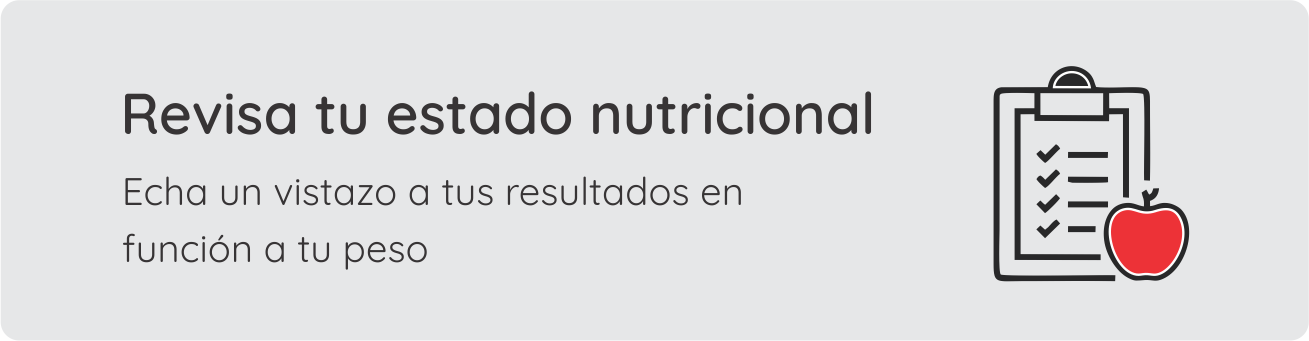 Revisa tu estado nutricional
Echa un vistazo a tus resultados en
función a tu peso